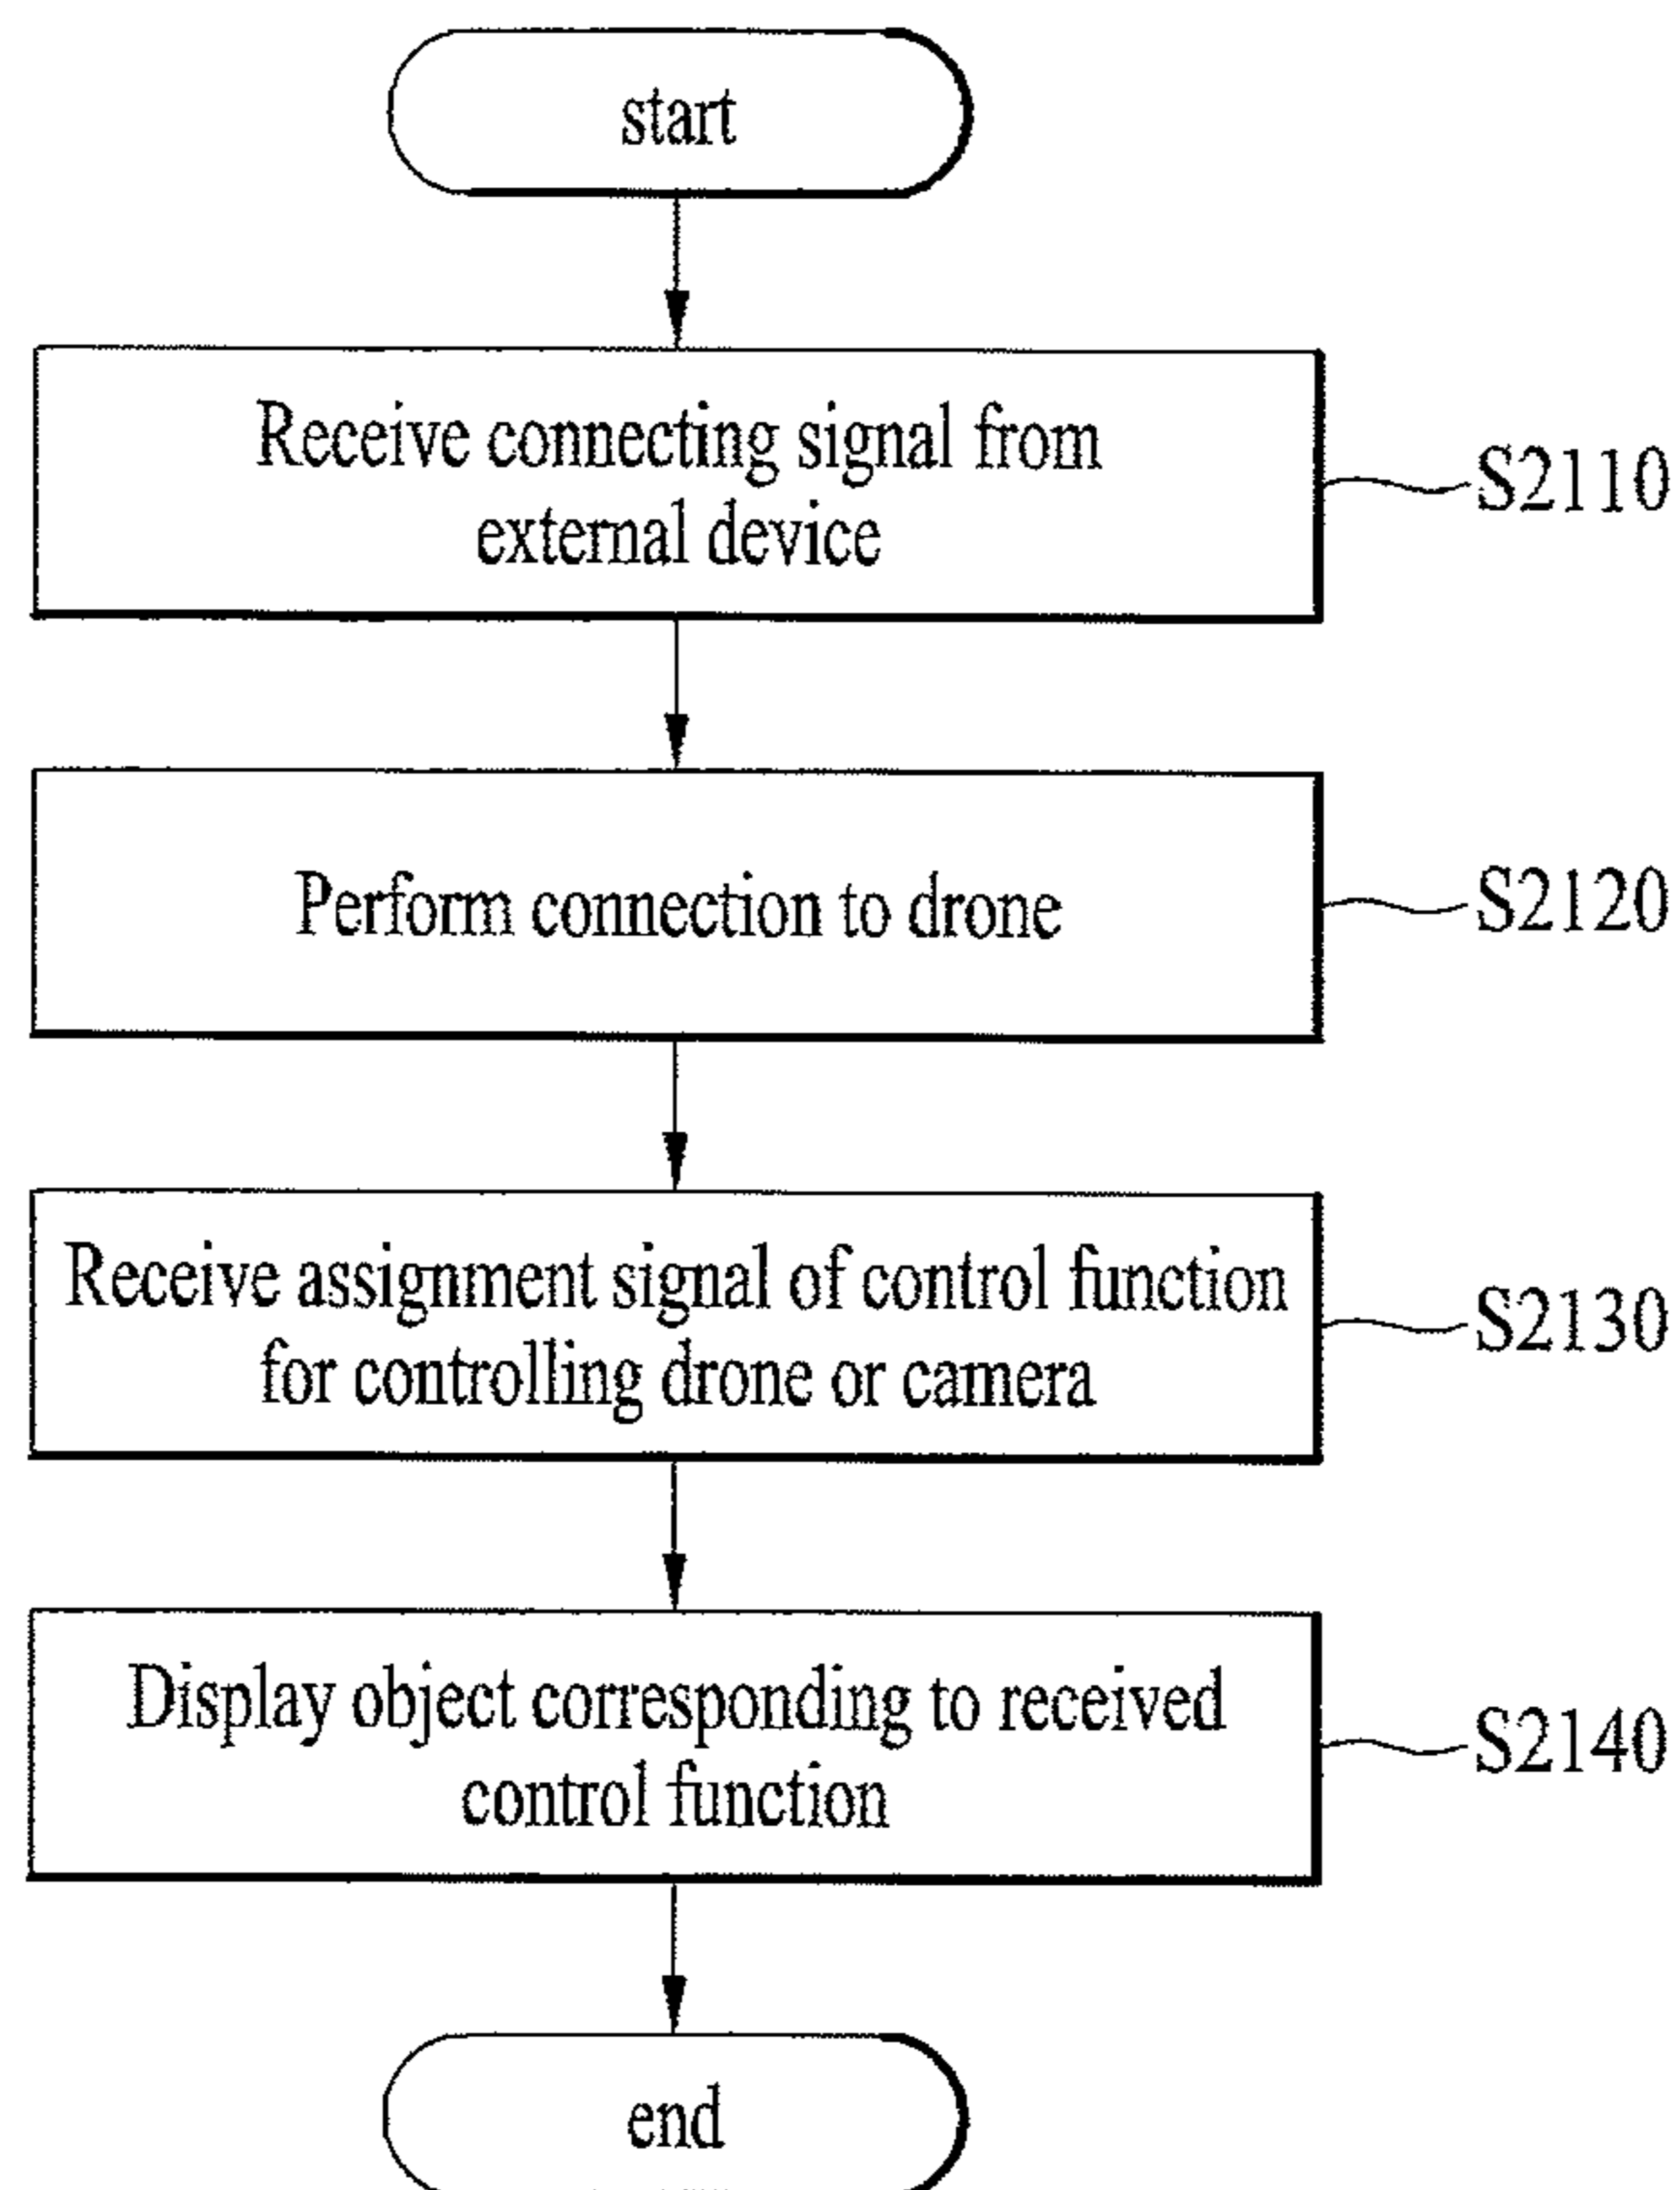 start
Receive connecting signal from
external device
S2110
Perform connection to drone
S2120
Receive assignment signal of control function
for controlling drone or camera
S2130
Display object corresponding to received
control function
S2140
end